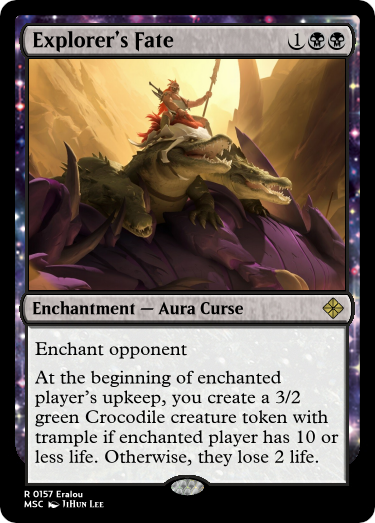 Explorer's Fate 1
Enchantment — Aura Curse
Enchant opponent
At the beginning of enchanted
player's upkeep, you create a 3/2
green Crocodile creature token with
trample if enchanted player has 10 or
less life. Otherwise, they lose 2 life.
R 0157 Eralou
MSC JiHun Lee